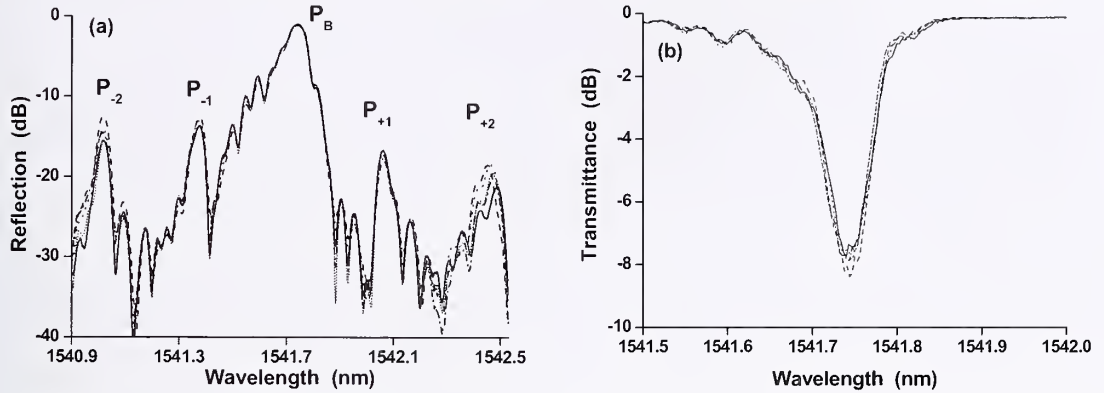 (a)
P_B
P_-2
P_-1
P_+1
P_+2
Reflection (dB)
0
-10
-20
-30
-40
1540.9 1541.3 1541.7 1542.1 1542.5
Wavelength (nm)
(b)
Transmittance (dB)
0
-2
-4
-6
-8
-10
1541.5 1541.6 1541.7 1541.8 1541.9 1542.0
Wavelength (nm)